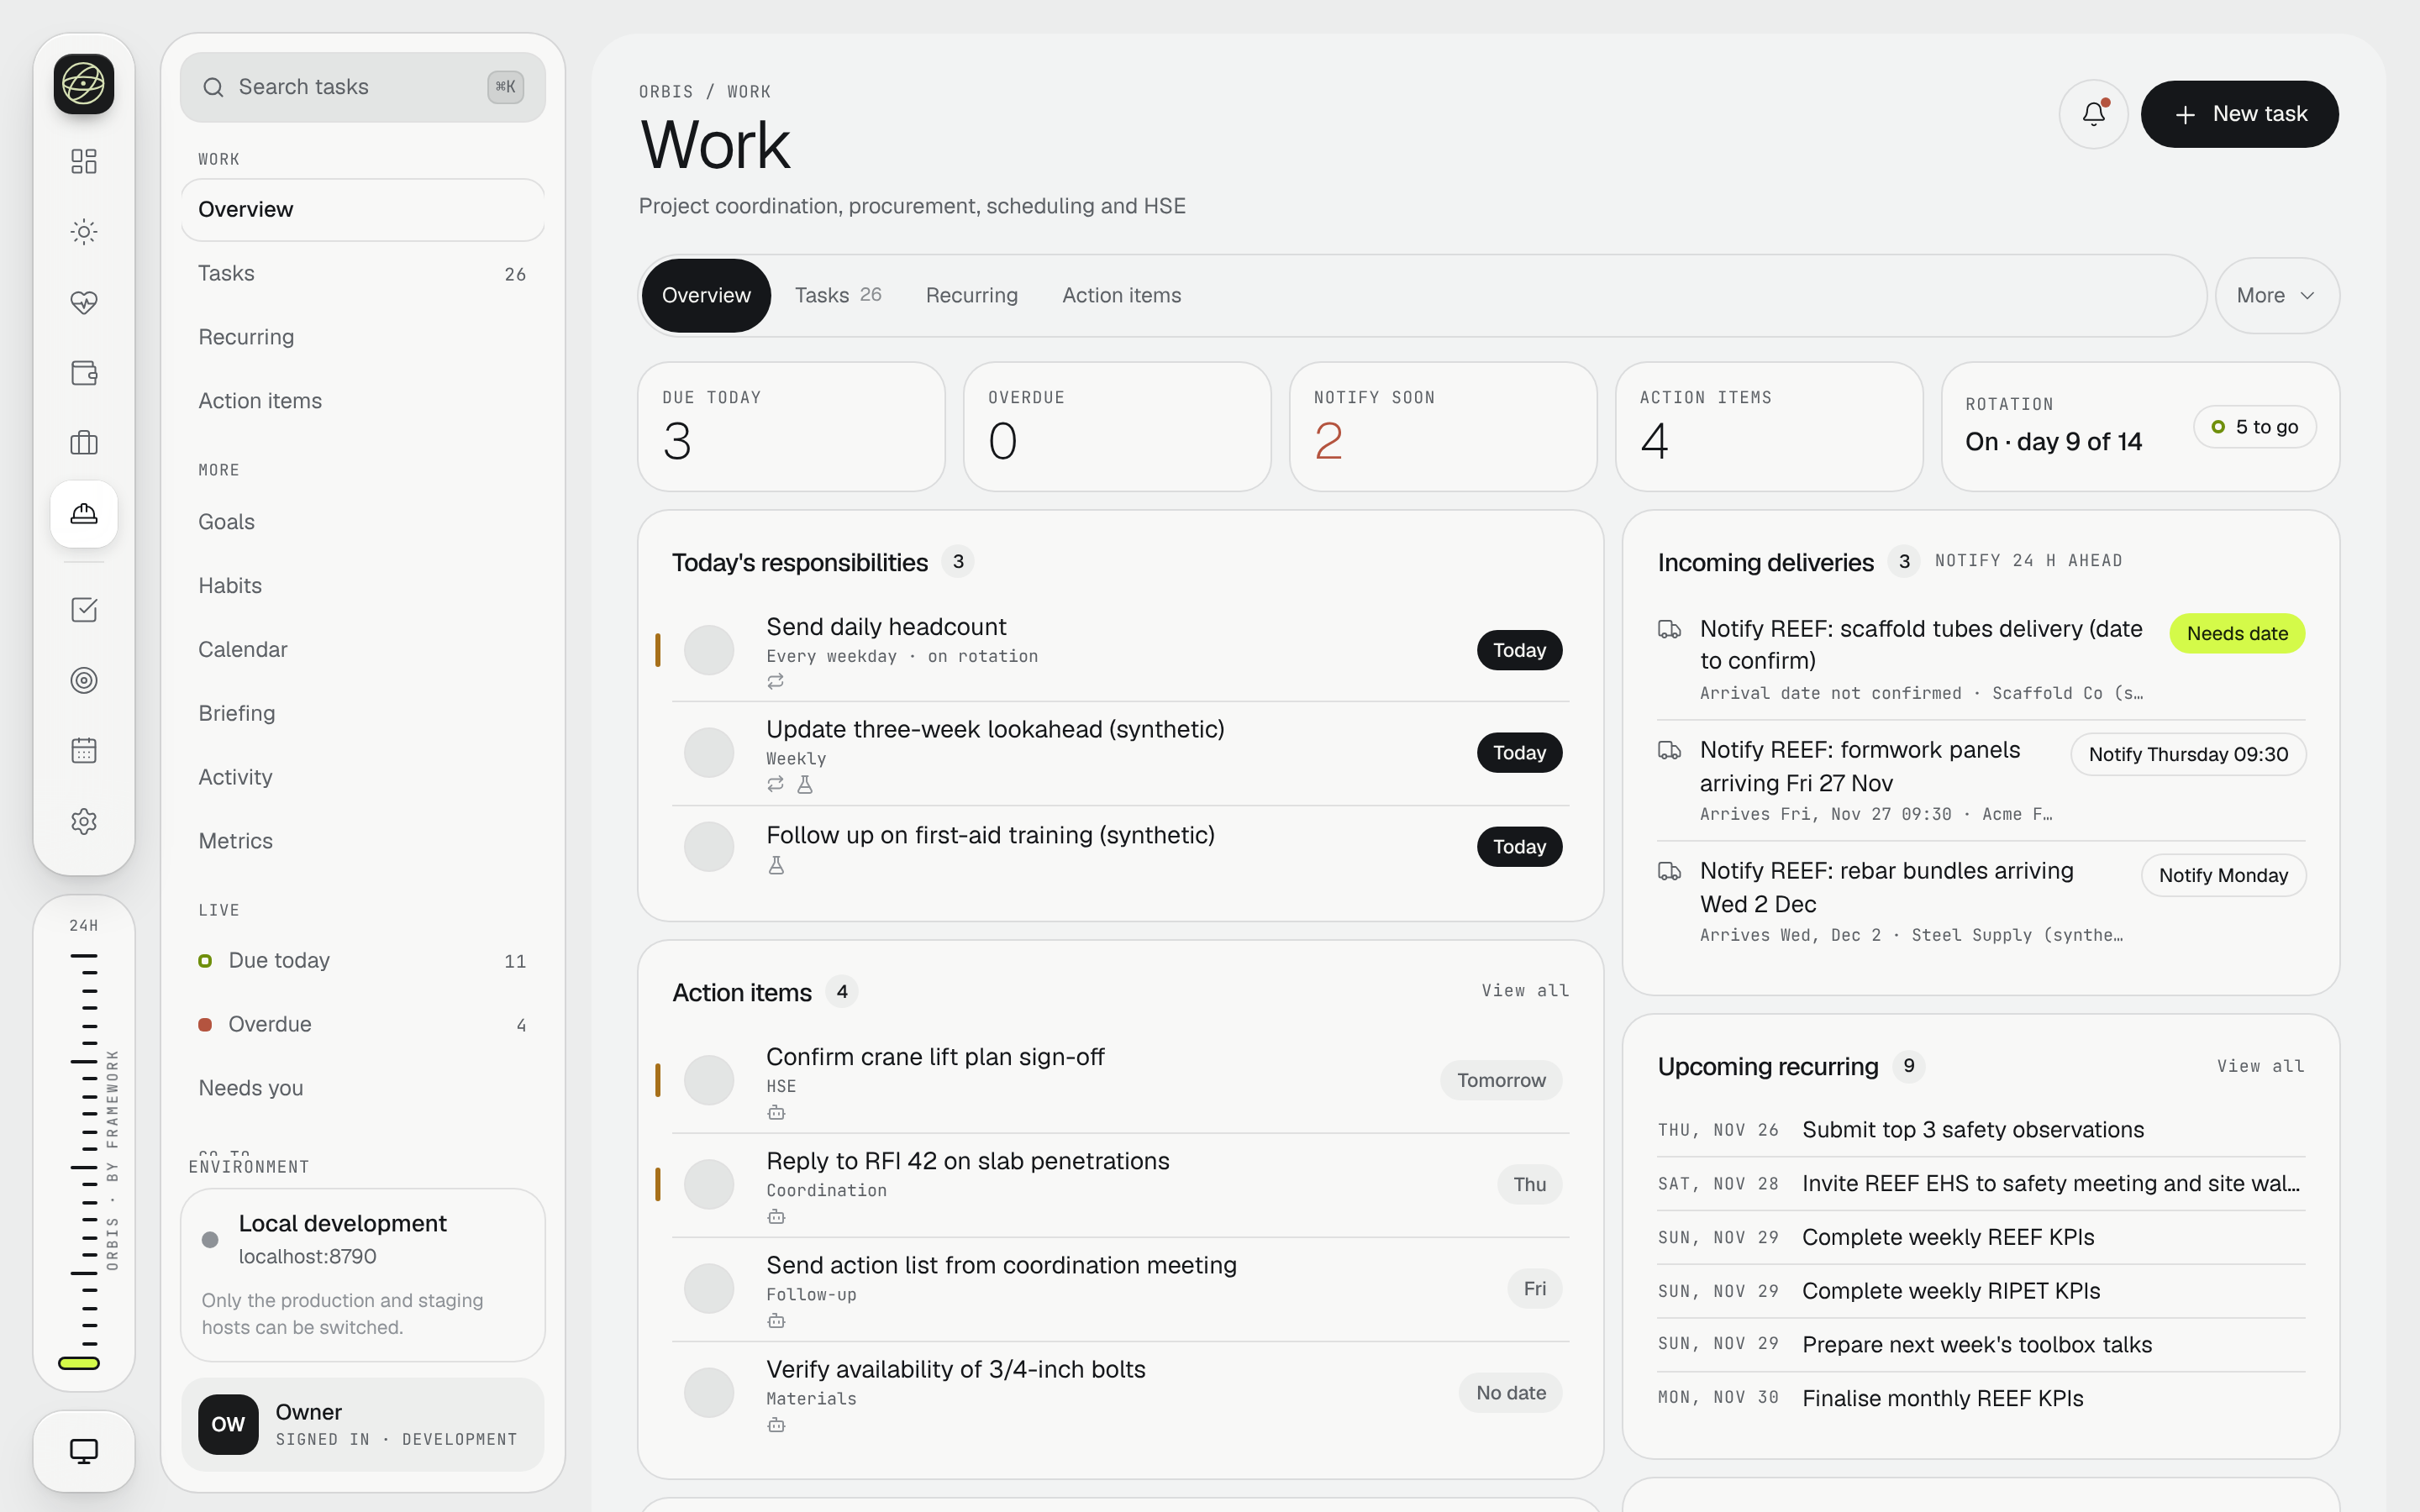 Search tasks ⌘K
WORK
Overview
Tasks 26
Recurring
Action items
MORE
Goals
Habits
Calendar
Briefing
Activity
Metrics
LIVE
Due today 11
Overdue 4
Needs you
ENVIRONMENT
Local development
localhost:8790
Only the production and staging
hosts can be switched.
OW
Owner
SIGNED IN · DEVELOPMENT
24H
ORBIS · BY FRAMEWORK
ORBIS / WORK
Work
Project coordination, procurement, scheduling and HSE
New task
Overview
Tasks 26
Recurring
Action items
More
DUE TODAY
3
OVERDUE
0
NOTIFY SOON
2
ACTION ITEMS
4
ROTATION
On · day 9 of 14
5 to go
Today's responsibilities 3
Send daily headcount
Every weekday · on rotation
Today
Update three-week lookahead (synthetic)
Weekly
Today
Follow up on first-aid training (synthetic)
Today
Action items 4
View all
Confirm crane lift plan sign-off
HSE
Tomorrow
Reply to RFI 42 on slab penetrations
Coordination
Thu
Send action list from coordination meeting
Follow-up
Fri
Verify availability of 3/4-inch bolts
Materials
No date
Incoming deliveries 3 NOTIFY 24 H AHEAD
Notify REEF: scaffold tubes delivery (date
to confirm)
Arrival date not confirmed · Scaffold Co (s…
Needs date
Notify REEF: formwork panels
arriving Fri 27 Nov
Arrives Fri, Nov 27 09:30 · Acme F…
Notify Thursday 09:30
Notify REEF: rebar bundles arriving
Wed 2 Dec
Arrives Wed, Dec 2 · Steel Supply (synthe…
Notify Monday
Upcoming recurring 9
View all
THU, NOV 26 Submit top 3 safety observations
SAT, NOV 28 Invite REEF EHS to safety meeting and site wal…
SUN, NOV 29 Complete weekly REEF KPIs
SUN, NOV 29 Complete weekly RIPET KPIs
SUN, NOV 29 Prepare next week's toolbox talks
MON, NOV 30 Finalise monthly REEF KPIs